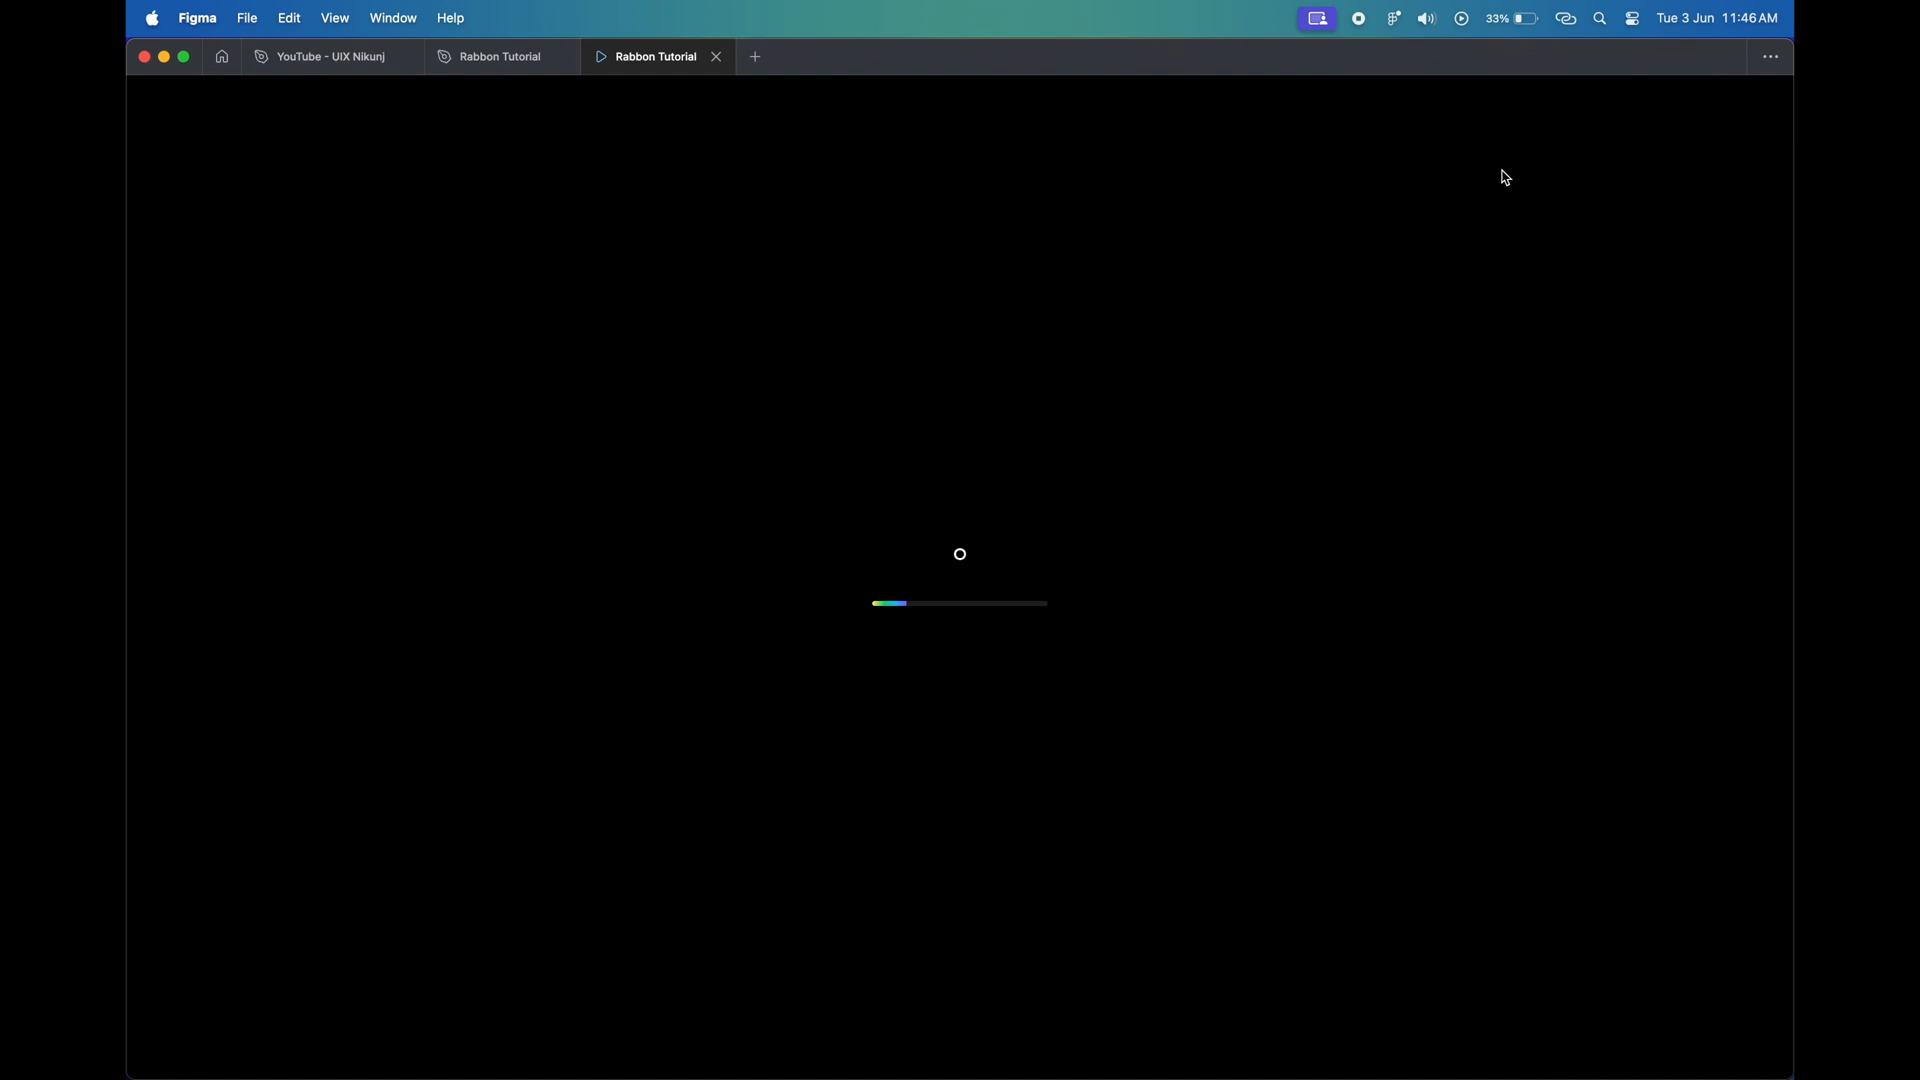 Figma File Edit View Window Help 33% Tue 3 Jun 11:46 AM
YouTube - UIX Nikunj Rabbon Tutorial Rabbon Tutorial